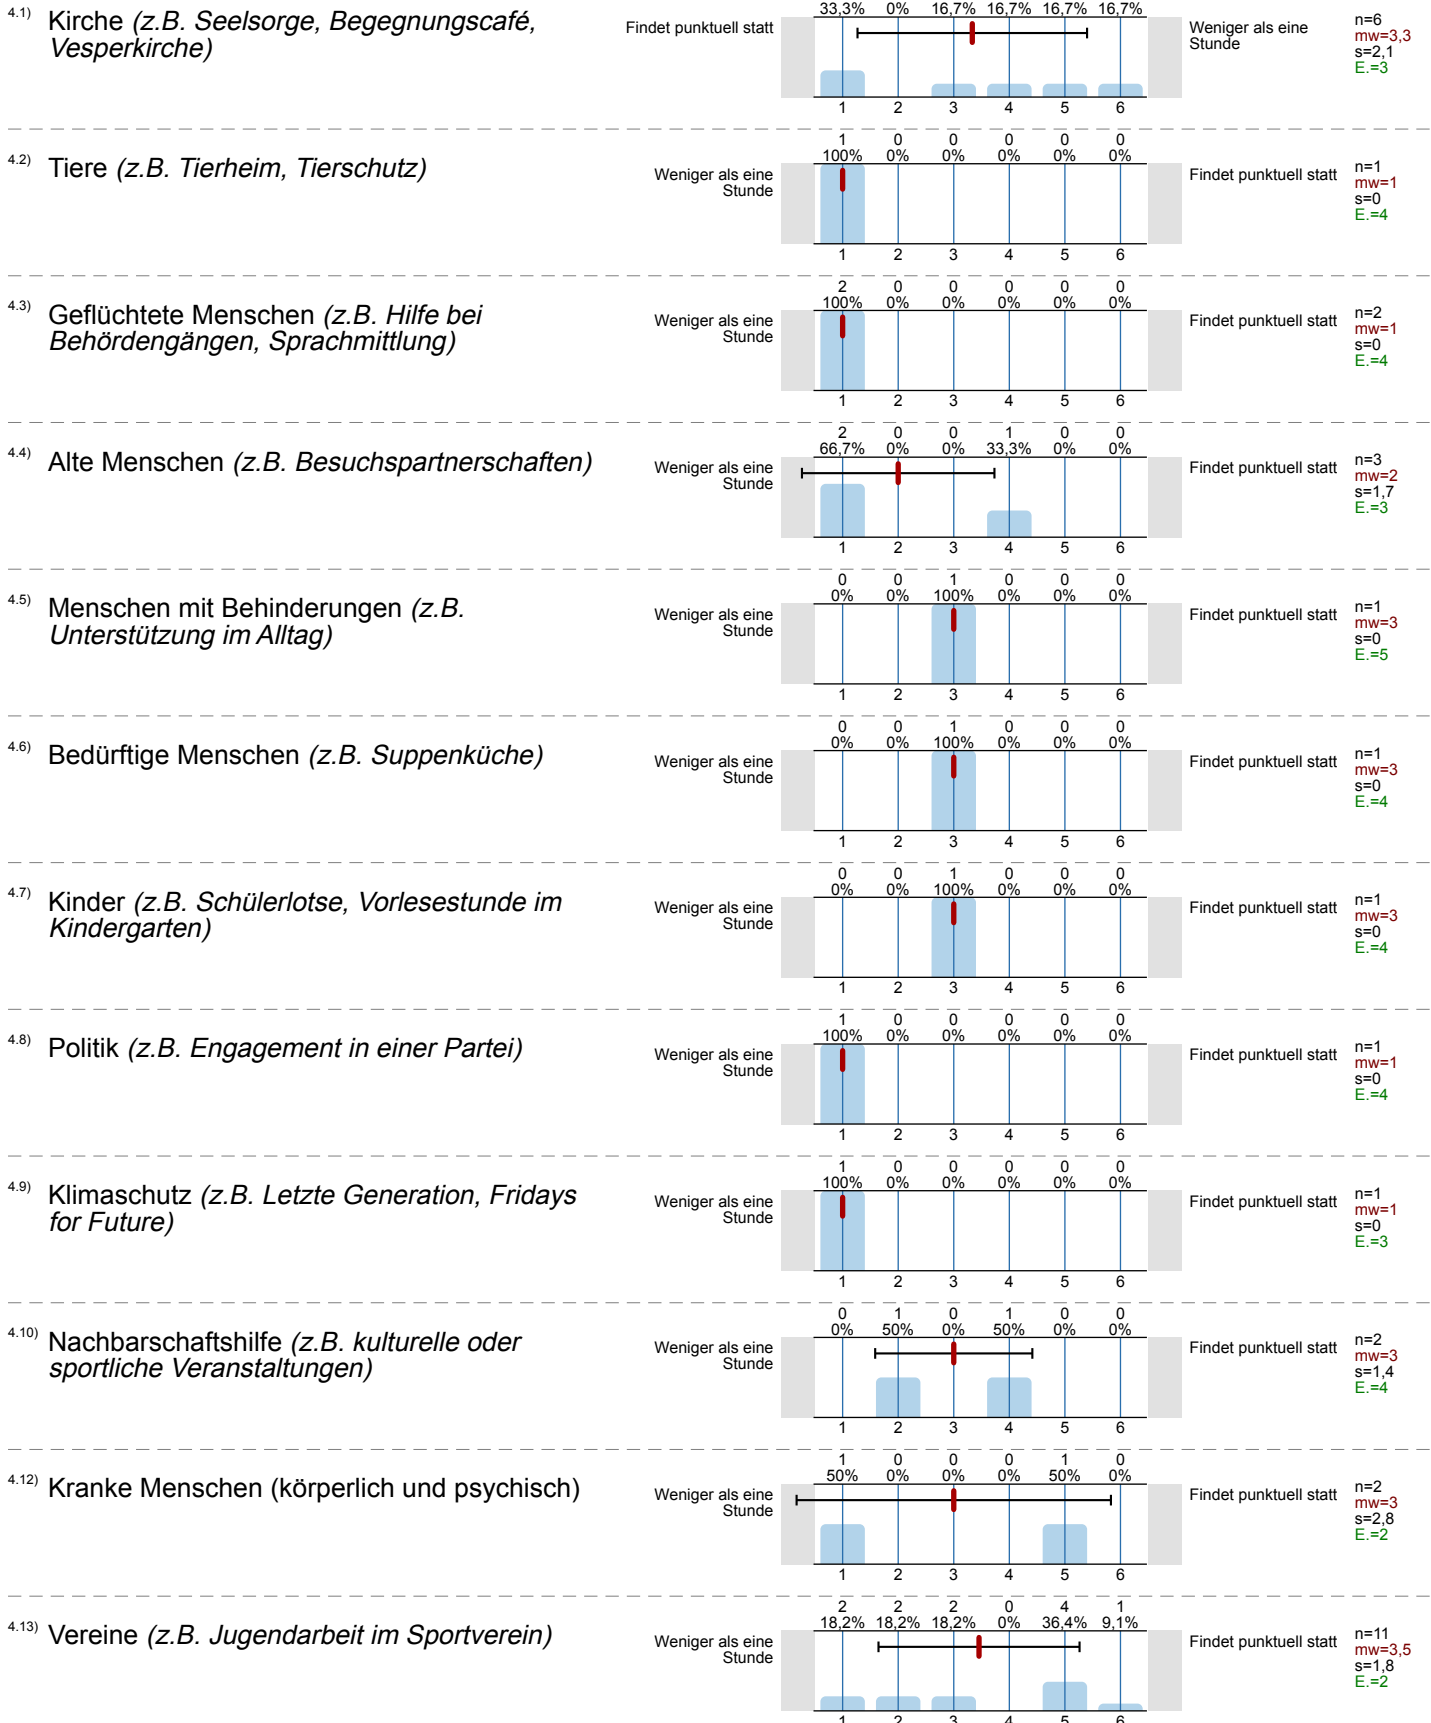 4.1) Kirche (z.B. Seelsorge, Begegnungscafé,
Vesperkirche)
Findet punktuell statt
33,3% 0% 16,7% 16,7% 16,7% 16,7%
1 2 3 4 5 6
Weniger als eine
Stunde
n=6
mw=3,3
s=2,1
E.=3
4.2) Tiere (z.B. Tierheim, Tierschutz)
Weniger als eine
Stunde
1 0 0 0 0 0
100% 0% 0% 0% 0% 0%
1 2 3 4 5 6
Findet punktuell statt
n=1
mw=1
s=0
E.=4
4.3) Geflüchtete Menschen (z.B. Hilfe bei
Behördengängen, Sprachmittlung)
Weniger als eine
Stunde
2 0 0 0 0 0
100% 0% 0% 0% 0% 0%
1 2 3 4 5 6
Findet punktuell statt
n=2
mw=1
s=0
E.=4
4.4) Alte Menschen (z.B. Besuchspartnerschaften)
Weniger als eine
Stunde
2 0 0 1 0 0
66,7% 0% 0% 33,3% 0% 0%
1 2 3 4 5 6
Findet punktuell statt
n=3
mw=2
s=1,7
E.=3
4.5) Menschen mit Behinderungen (z.B.
Unterstützung im Alltag)
Weniger als eine
Stunde
0 0 1 0 0 0
0% 0% 100% 0% 0% 0%
1 2 3 4 5 6
Findet punktuell statt
n=1
mw=3
s=0
E.=5
4.6) Bedürftige Menschen (z.B. Suppenküche)
Weniger als eine
Stunde
0 0 1 0 0 0
0% 0% 100% 0% 0% 0%
1 2 3 4 5 6
Findet punktuell statt
n=1
mw=3
s=0
E.=4
4.7) Kinder (z.B. Schülerlotse, Vorlesestunde im
Kindergarten)
Weniger als eine
Stunde
0 0 1 0 0 0
0% 0% 100% 0% 0% 0%
1 2 3 4 5 6
Findet punktuell statt
n=1
mw=3
s=0
E.=4
4.8) Politik (z.B. Engagement in einer Partei)
Weniger als eine
Stunde
1 0 0 0 0 0
100% 0% 0% 0% 0% 0%
1 2 3 4 5 6
Findet punktuell statt
n=1
mw=1
s=0
E.=4
4.9) Klimaschutz (z.B. Letzte Generation, Fridays
for Future)
Weniger als eine
Stunde
1 0 0 0 0 0
100% 0% 0% 0% 0% 0%
1 2 3 4 5 6
Findet punktuell statt
n=1
mw=1
s=0
E.=3
4.10) Nachbarschaftshilfe (z.B. kulturelle oder
sportliche Veranstaltungen)
Weniger als eine
Stunde
0 1 0 1 0 0
0% 50% 0% 50% 0% 0%
1 2 3 4 5 6
Findet punktuell statt
n=2
mw=3
s=1,4
E.=4
4.12) Kranke Menschen (körperlich und psychisch)
Weniger als eine
Stunde
1 0 0 0 1 0
50% 0% 0% 0% 50% 0%
1 2 3 4 5 6
Findet punktuell statt
n=2
mw=3
s=2,8
E.=2
4.13) Vereine (z.B. Jugendarbeit im Sportverein)
Weniger als eine
Stunde
2 2 2 0 4 1
18,2% 18,2% 18,2% 0% 36,4% 9,1%
1 2 3 4 5 6
Findet punktuell statt
n=11
mw=3,5
s=1,8
E.=2